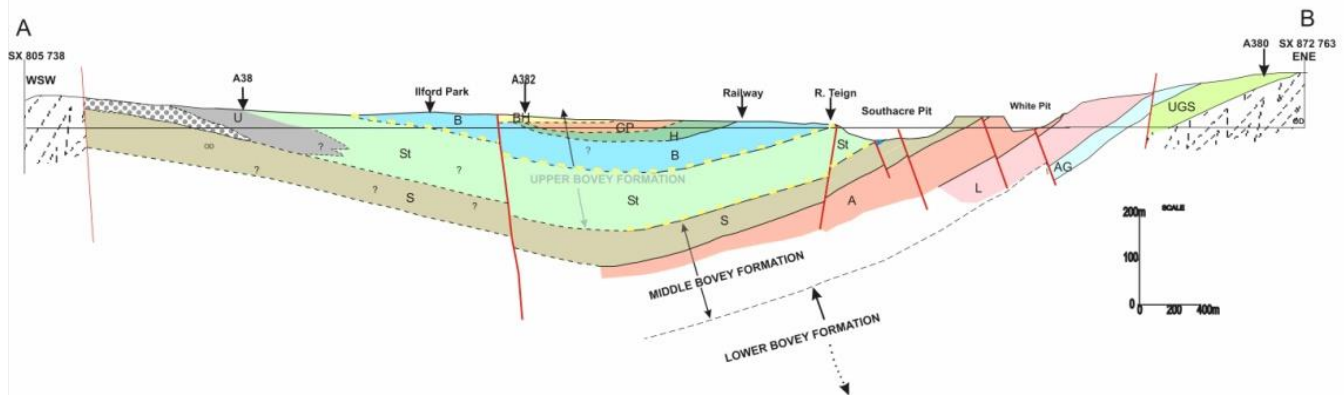 A
B
SX 805 738
WSW
A38
Ilford Park
A382
Railway
R. Teign
Southacre Pit
White Pit
A380
SX 872 763
ENE
U
B
BH
H
UGS
St
?
?
B
St
AG
?
?
?
S
?
UPPER BOVEY FORMATION
St
S
A
L
SCALE
200m
100
0
0 200 400m
MIDDLE BOVEY FORMATION
LOWER BOVEY FORMATION